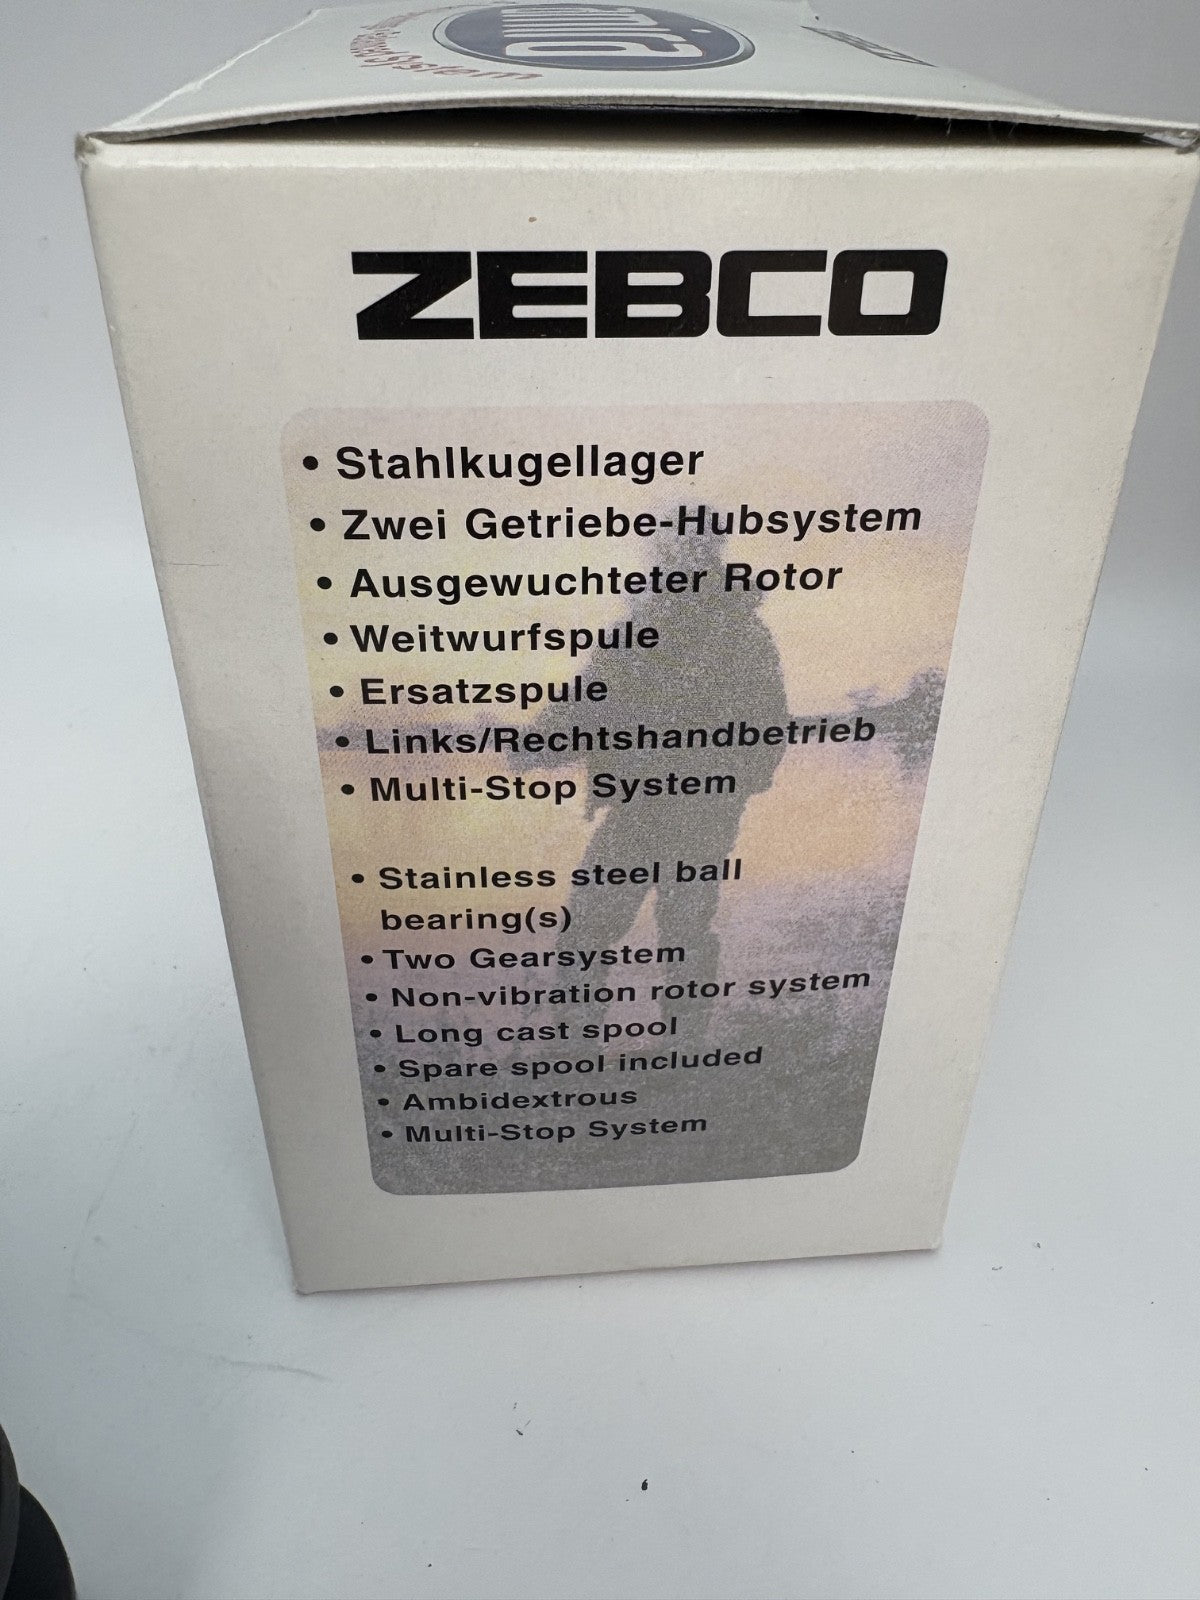 ZEBCO
• Stahlkugellager
• Zwei Getriebe-Hubsystem
• Ausgewuchteter Rotor
• Weitwurfspule
• Ersatzspule
• Links/Rechtshandbetrieb
• Multi-Stop System
• Stainless steel ball
bearing(s)
• Two Gearsystem
• Non-vibration rotor system
• Long cast spool
• Spare spool included
• Ambidextrous
• Multi-Stop System